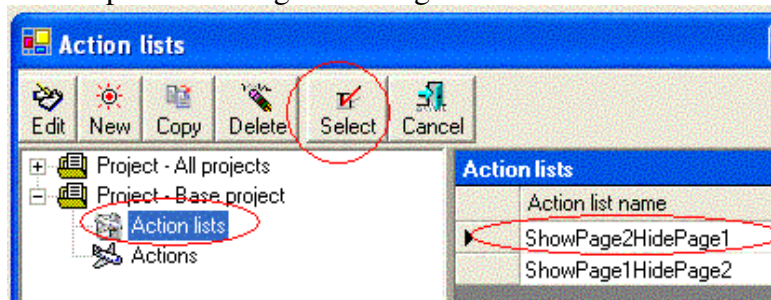 Action lists
Edit New Copy Delete Select Cancel
Project - All projects
Project - Base project
Action lists
Actions
Action lists
Action list name
ShowPage2HidePage1
ShowPage1HidePage2